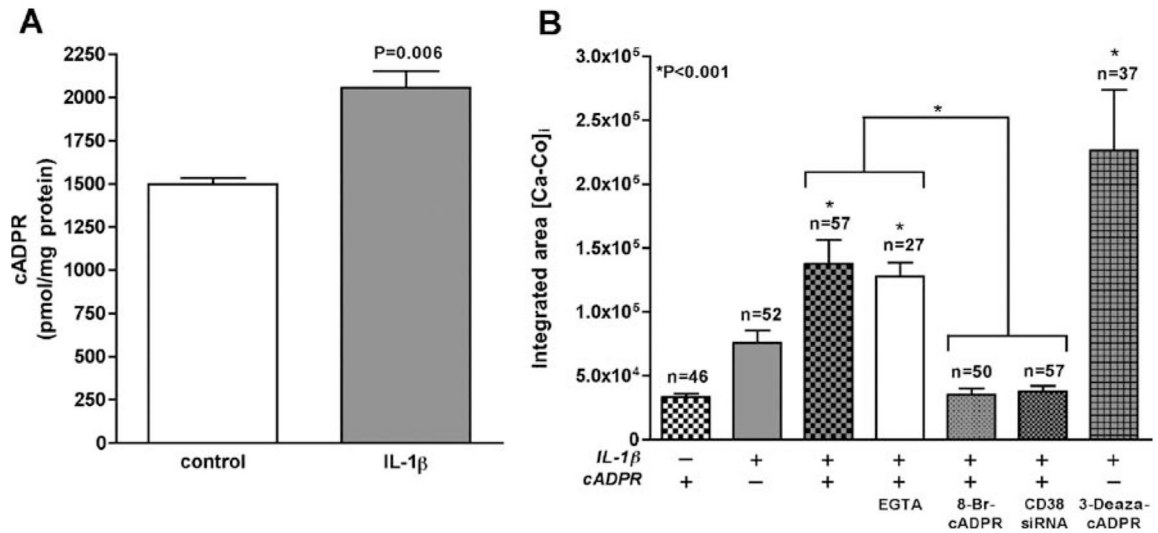 A
P=0.006
2250
2000
1750
1500
1250
1000
750
500
250
0
cADPR
(pmol/mg protein)
control
IL-1β
B
*P<0.001
3.0x10⁵
2.5x10⁵
2.0x10⁵
1.5x10⁵
1.0x10⁵
5.0x10⁴
0
Integrated area [Ca-Co]i
*
n=37
*
*
n=57
*
n=27
n=52
n=46
n=50
n=57
IL-1β − + + + + + +
cADPR + − + + + + −
EGTA
8-Br-
cADPR
CD38
siRNA
3-Deaza-
cADPR